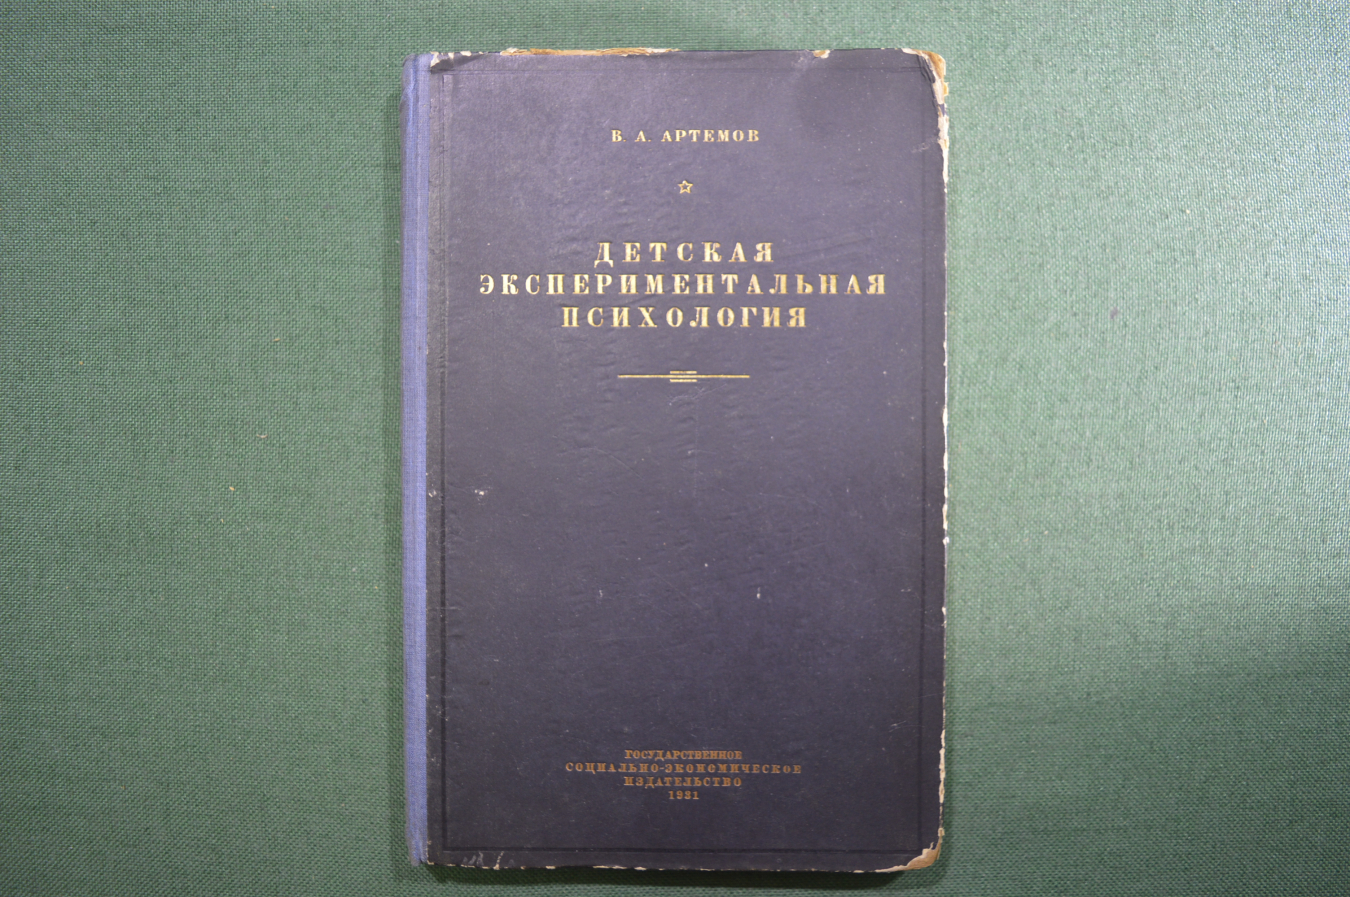 В. А. АРТЕМОВ
ДЕТСКАЯ
ЭКСПЕРИМЕНТАЛЬНАЯ
ПСИХОЛОГИЯ
ГОСУДАРСТВЕННОЕ
СОЦИАЛЬНО-ЭКОНОМИЧЕСКОЕ
ИЗДАТЕЛЬСТВО
1931